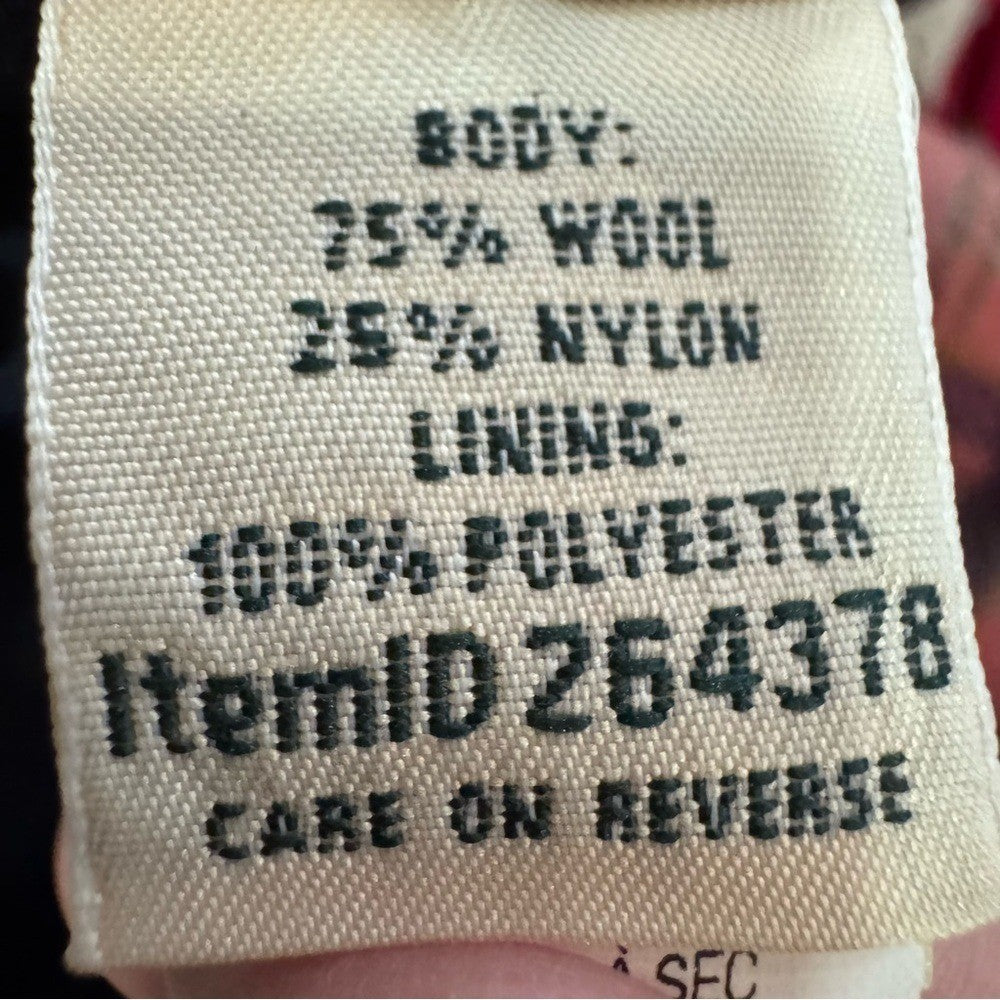 BODY:
75% WOOL
25% NYLON
LINING:
100% POLYESTER
ItemID 264378
CARE ON REVERSE
À SEC